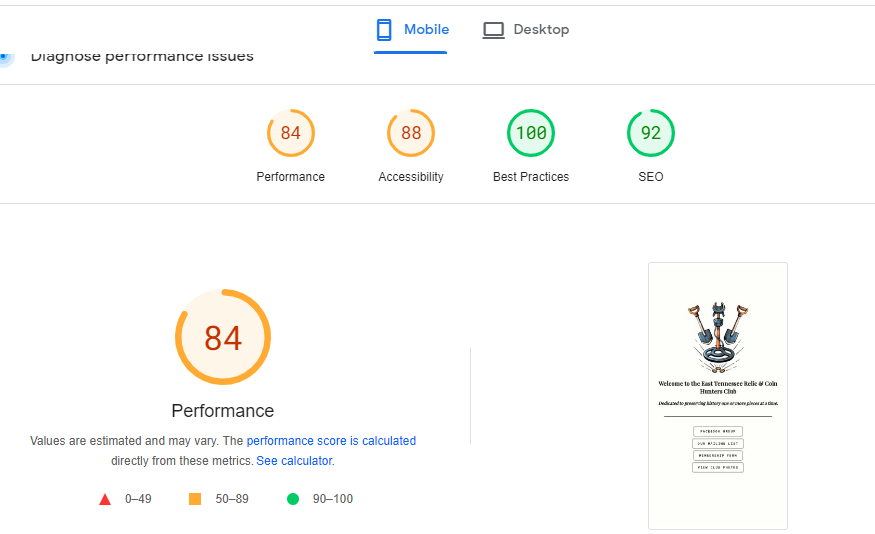 Mobile
Desktop
Diagnose performance issues
84
88
100
92
Performance
Accessibility
Best Practices
SEO
84
Performance
Values are estimated and may vary. The performance score is calculated
directly from these metrics. See calculator.
0–49
50–89
90–100
Welcome to the East Tennessee Relic & Coin
Hunters Club
Dedicated to preserving history one or more pieces at a time.
FACEBOOK GROUP
OUR MAILING LIST
MEMBERSHIP FORM
VIEW CLUB PHOTOS